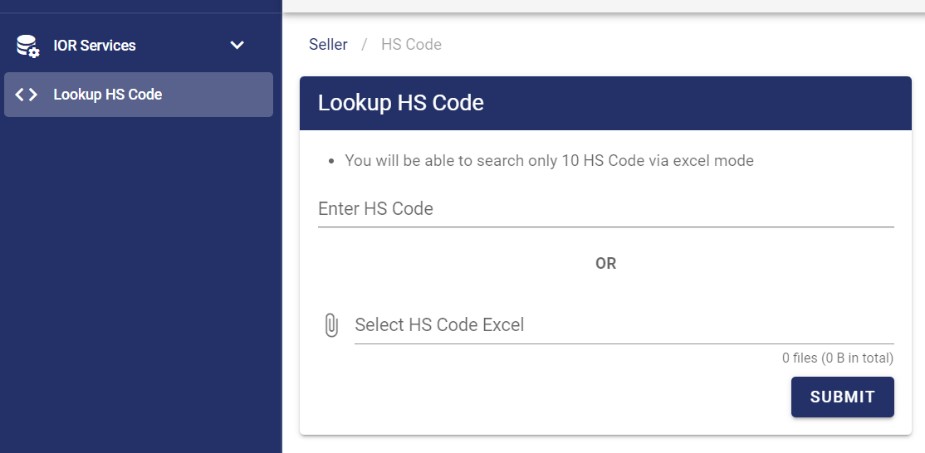 IOR Services
Lookup HS Code
Seller / HS Code
Lookup HS Code
• You will be able to search only 10 HS Code via excel mode
Enter HS Code
OR
Select HS Code Excel
0 files (0 B in total)
SUBMIT